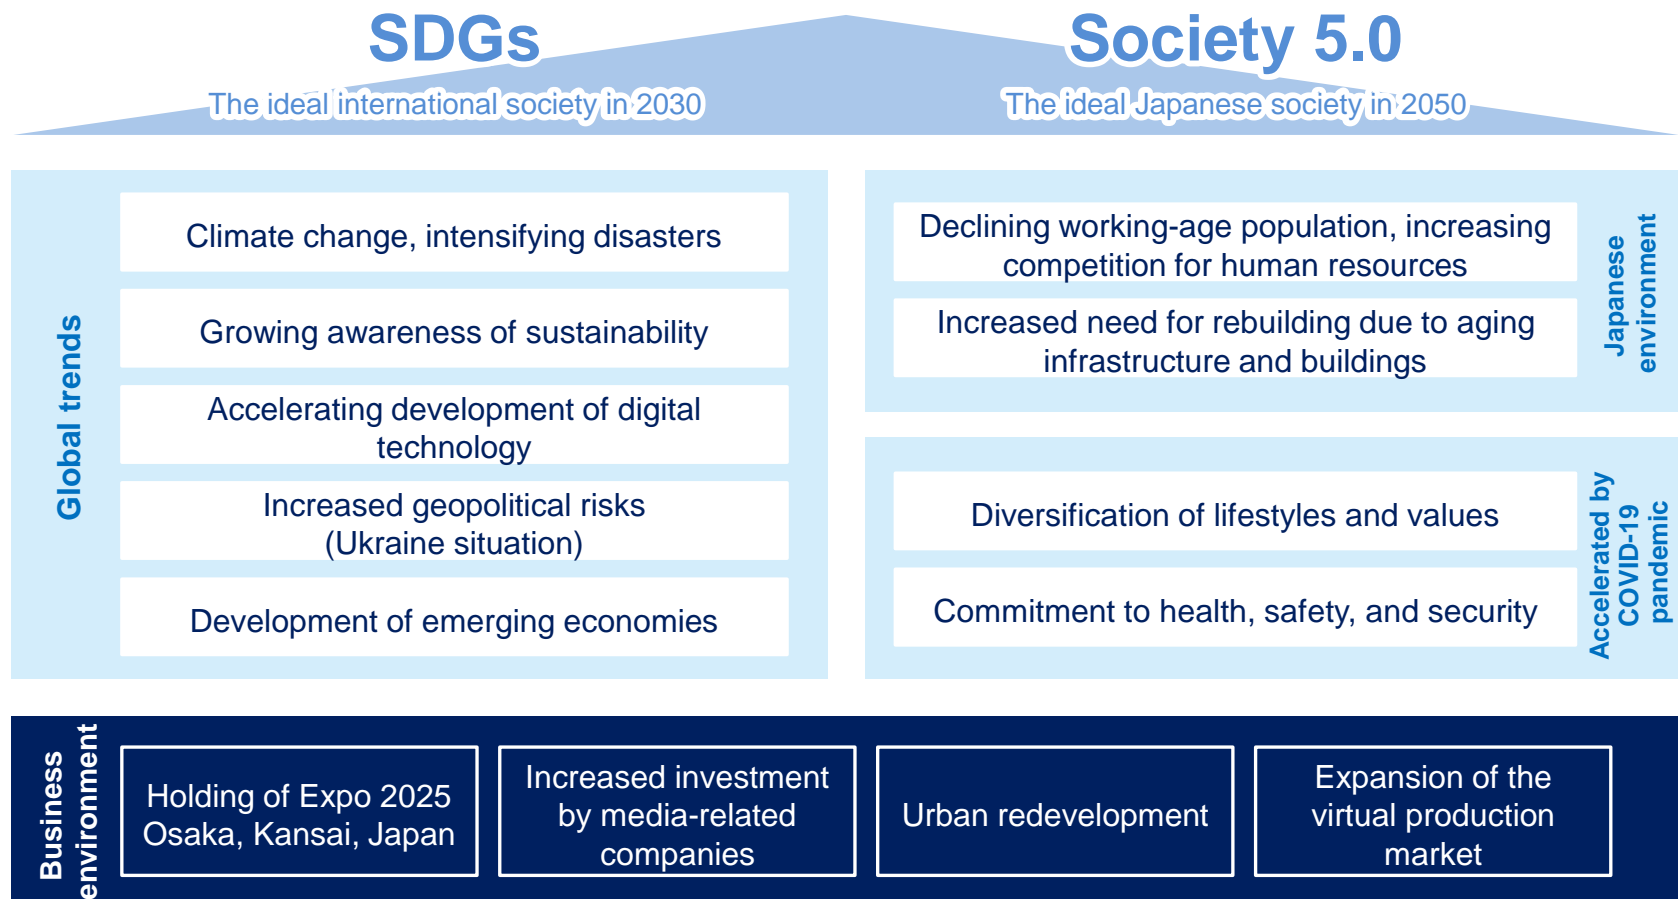 SDGs
The ideal international society in 2030
Society 5.0
The ideal Japanese society in 2050
Global trends
Climate change, intensifying disasters
Growing awareness of sustainability
Accelerating development of digital
technology
Increased geopolitical risks
(Ukraine situation)
Development of emerging economies
Declining working-age population, increasing
competition for human resources
Increased need for rebuilding due to aging
infrastructure and buildings
Japanese
environment
Diversification of lifestyles and values
Commitment to health, safety, and security
Accelerated by
COVID-19
pandemic
Business
environment
Holding of Expo 2025
Osaka, Kansai, Japan
Increased investment
by media-related
companies
Urban redevelopment
Expansion of the
virtual production
market